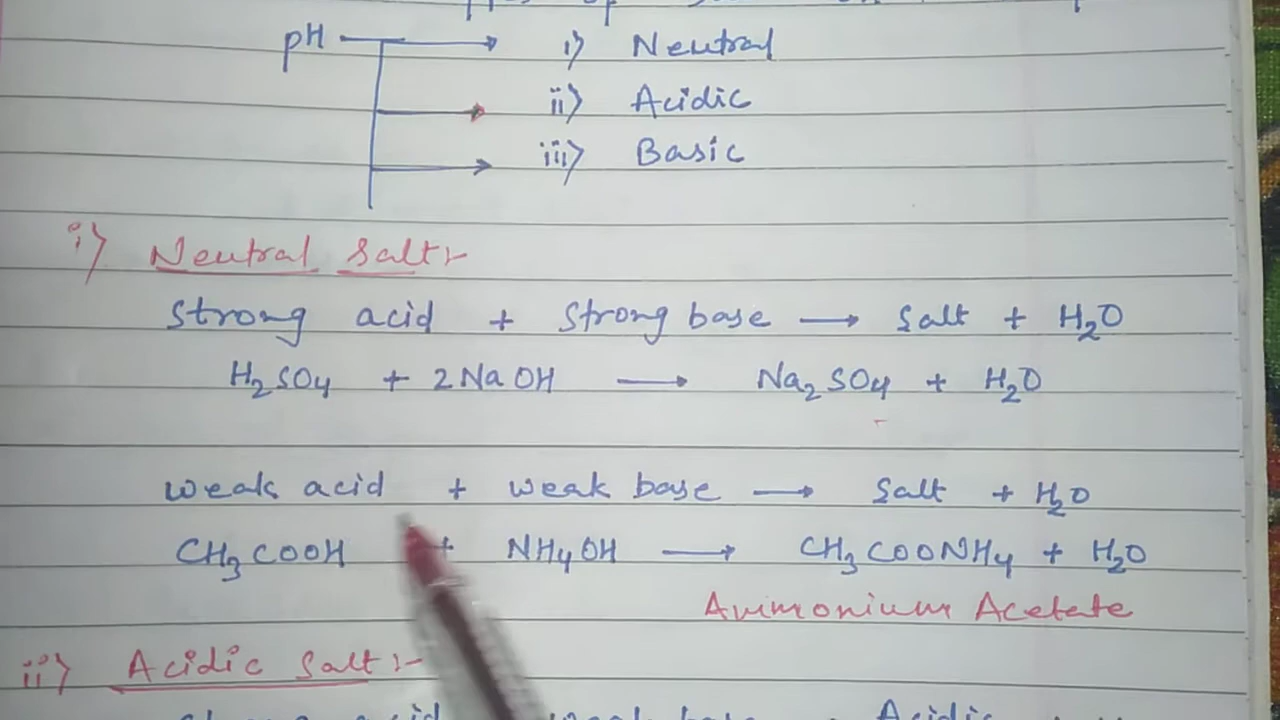 pH → i) Neutral
→ ii) Acidic
→ iii) Basic
i) Neutral Salt:-
Strong acid + Strong base → Salt + H₂O
H₂SO₄ + 2NaOH → Na₂SO₄ + H₂O
weak acid + weak base → Salt + H₂O
CH₃COOH + NH₄OH → CH₃COONH₄ + H₂O
Ammonium Acetate
ii) Acidic Salt:-
Acidic